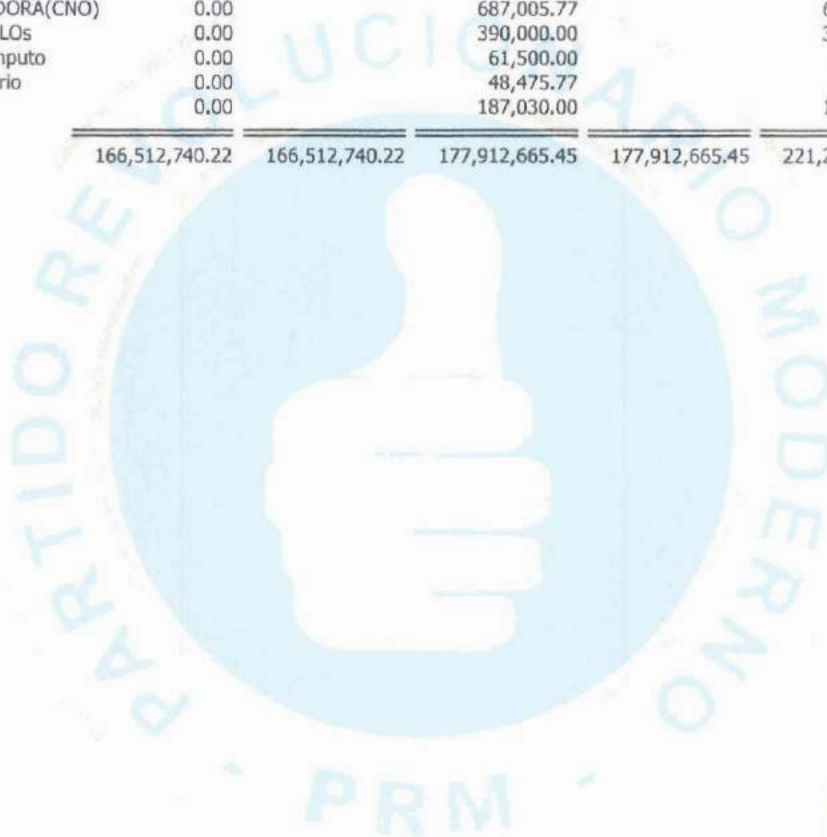 DORA(CNO) 0.00 687,005.77
LOs 0.00 390,000.00
nputo 0.00 61,500.00
rio 0.00 48,475.77
0.00 187,030.00
166,512,740.22 166,512,740.22 177,912,665.45 177,912,665.45 221,2
PARTIDO REVOLUCIONARIO MODERNO
- PRM -